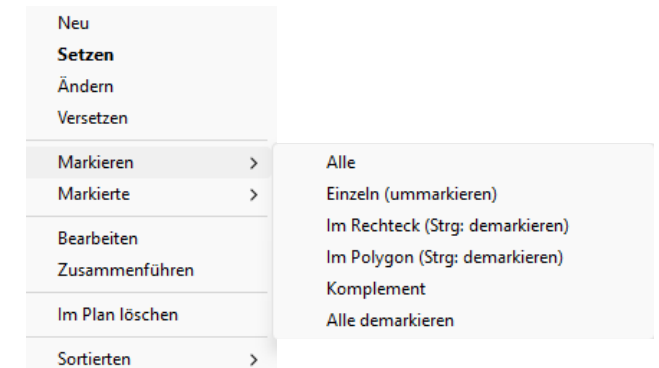 Neu
Setzen
Ändern
Versetzen
Markieren
Markierte
Bearbeiten
Zusammenführen
Im Plan löschen
Sortierten
Alle
Einzeln (ummarkieren)
Im Rechteck (Strg: demarkieren)
Im Polygon (Strg: demarkieren)
Komplement
Alle demarkieren